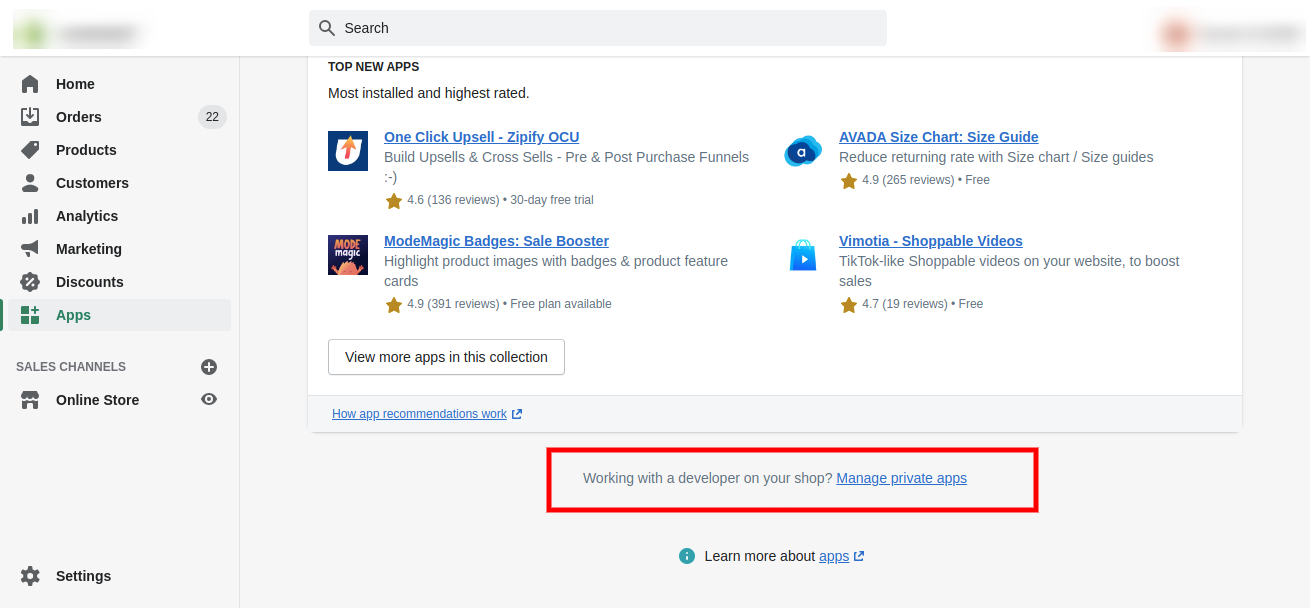 Search
Home
Orders
22
Products
Customers
Analytics
Marketing
Discounts
Apps
SALES CHANNELS
Online Store
Settings
TOP NEW APPS
Most installed and highest rated.
One Click Upsell - Zipify OCU
Build Upsells & Cross Sells - Pre & Post Purchase Funnels
:-)
4.6 (136 reviews) • 30-day free trial
a
AVADA Size Chart: Size Guide
Reduce returning rate with Size chart / Size guides
4.9 (265 reviews) • Free
MODE
magic
ModeMagic Badges: Sale Booster
Highlight product images with badges & product feature
cards
4.9 (391 reviews) • Free plan available
Vimotia - Shoppable Videos
TikTok-like Shoppable videos on your website, to boost
sales
4.7 (19 reviews) • Free
View more apps in this collection
How app recommendations work
Working with a developer on your shop? Manage private apps
Learn more about apps